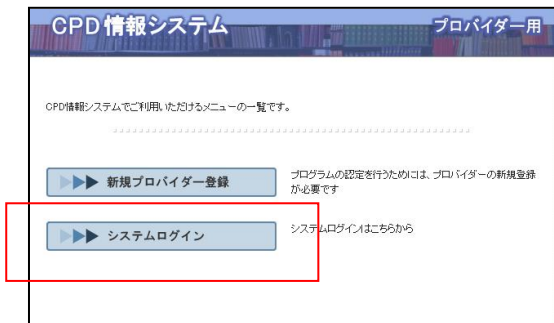 CPD情報システム プロバイダー用
CPD情報システムでご利用いただけるメニューの一覧です。
新規プロバイダー登録
プログラムの認定を行うためには、プロバイダーの新規登録
が必要です
システムログイン
システムログインはこちらから